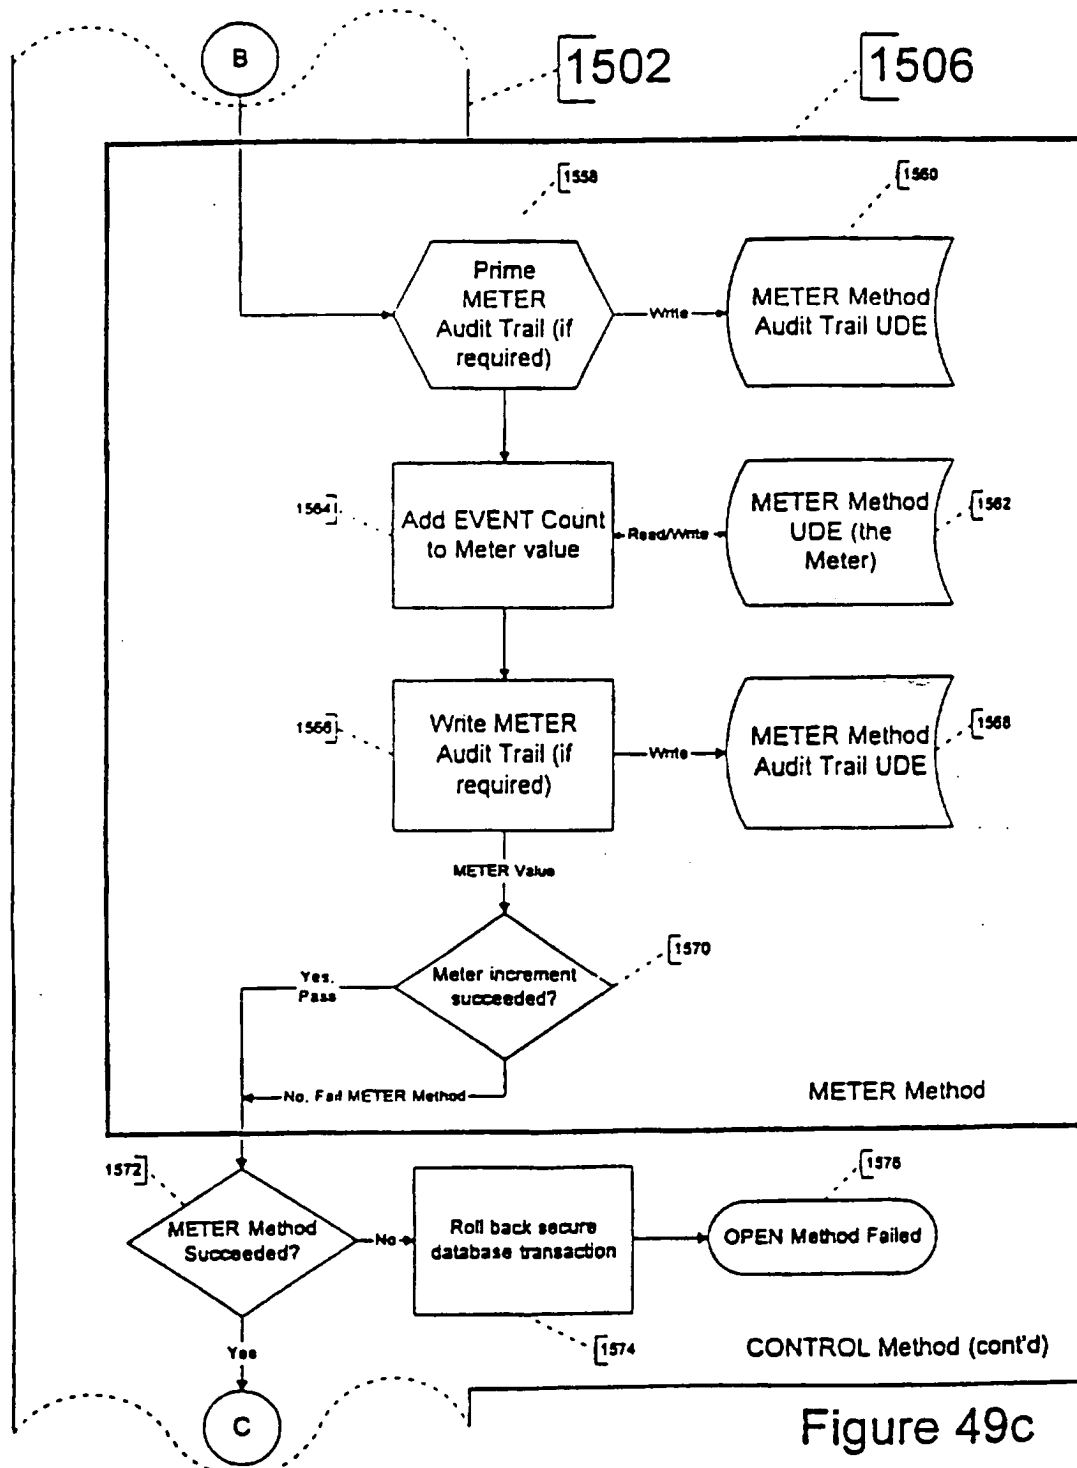 B
1502
1506
1558
1560
Prime
METER
Audit Trail (if
required)
Write
METER Method
Audit Trail UDE
1564
Add EVENT Count
to Meter value
Read/Write
METER Method
UDE (the
Meter)
1562
1566
Write METER
Audit Trail (if
required)
Write
METER Method
Audit Trail UDE
1568
METER Value
Meter increment
succeeded?
1570
Yes,
Pass
No, Fail METER Method
METER Method
1572
METER Method
Succeeded?
No
Roll back secure
database transaction
1576
OPEN Method Failed
1574
Yes
CONTROL Method (cont'd)
C
Figure 49c